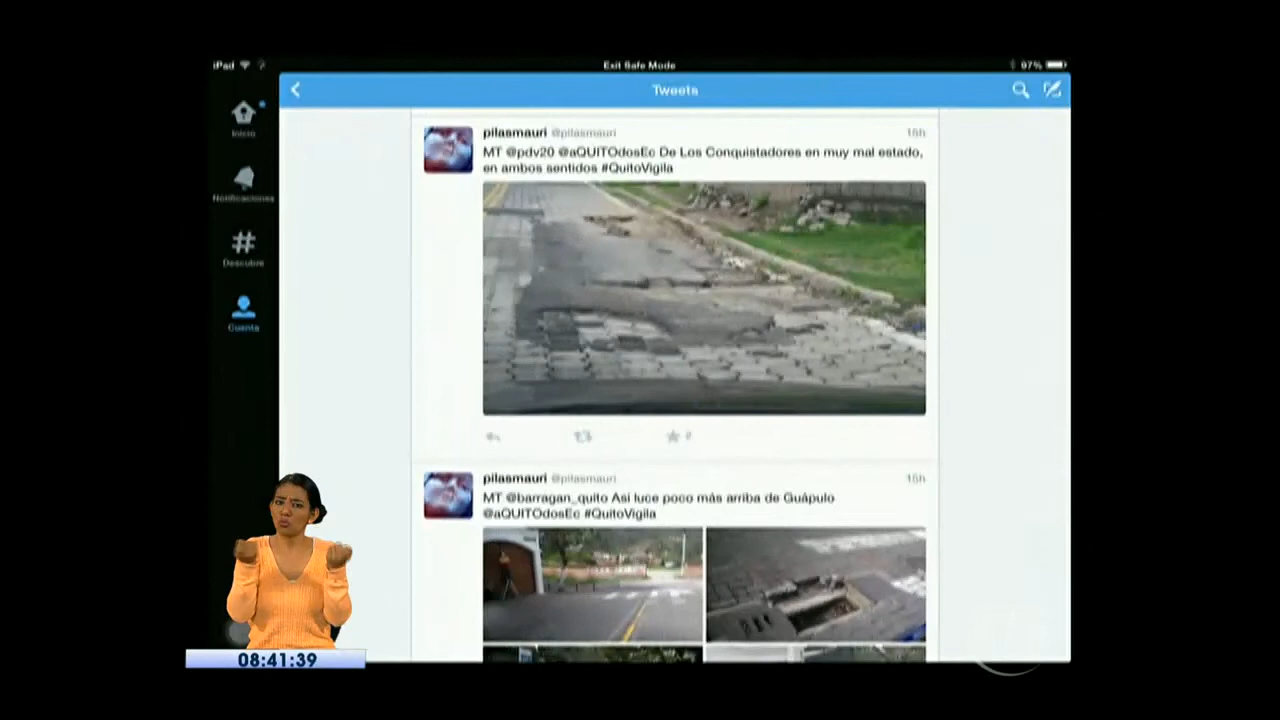 iPad
Exit Safe Mode
97%
Tweets
Inicio
Notificaciones
Descubre
Cuenta
pilasmauri @pilasmauri
15h
MT @pdv20 @aQUITOdosEc De Los Conquistadores en muy mal estado,
en ambos sentidos #QuitoVigila
pilasmauri @pilasmauri
15h
MT @barragan_quito Asi luce poco más arriba de Guápulo
@aQUITOdosEc #QuitoVigila
08:41:39